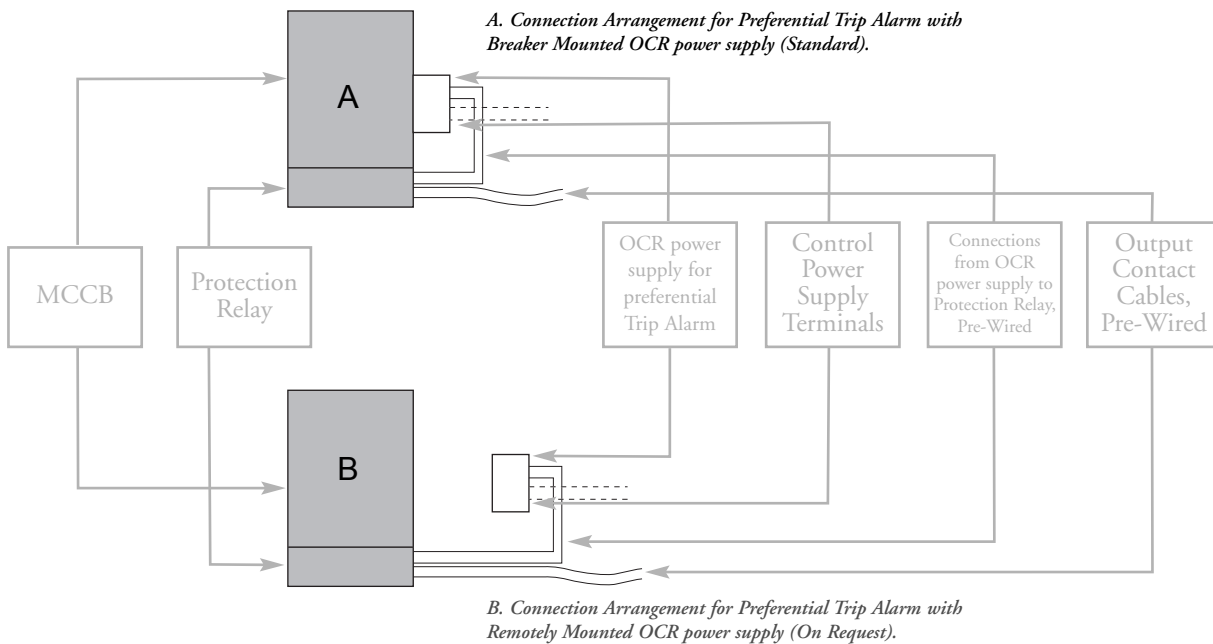 A. Connection Arrangement for Preferential Trip Alarm with
Breaker Mounted OCR power supply (Standard).
A
MCCB
Protection
Relay
OCR power
supply for
preferential
Trip Alarm
Control
Power
Supply
Terminals
Connections
from OCR
power supply to
Protection Relay,
Pre-Wired
Output
Contact
Cables,
Pre-Wired
B
B. Connection Arrangement for Preferential Trip Alarm with
Remotely Mounted OCR power supply (On Request).